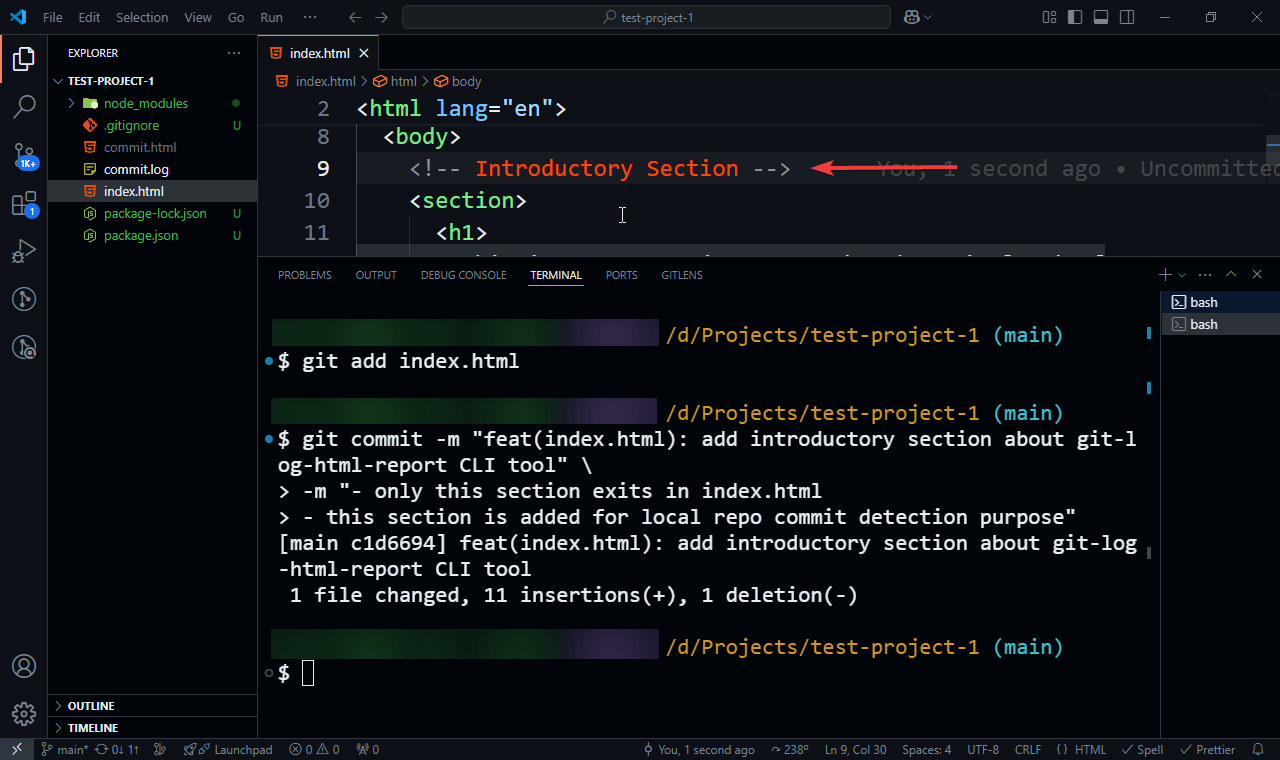 File Edit Selection View Go Run ··· test-project-1
EXPLORER ···
TEST-PROJECT-1
node_modules
.gitignore U
commit.html
commit.log
index.html
package-lock.json U
package.json U
OUTLINE
TIMELINE
1K+
1
index.html
index.html > html > body
2 <html lang="en">
8 <body>
9 <!-- Introductory Section --> You, 1 second ago • Uncommitted
10 <section>
11 <h1>
PROBLEMS OUTPUT DEBUG CONSOLE TERMINAL PORTS GITLENS
bash
bash
/d/Projects/test-project-1 (main)
$ git add index.html
/d/Projects/test-project-1 (main)
$ git commit -m "feat(index.html): add introductory section about git-l
og-html-report CLI tool" \
> -m "- only this section exits in index.html
> - this section is added for local repo commit detection purpose"
[main c1d6694] feat(index.html): add introductory section about git-log
-html-report CLI tool
1 file changed, 11 insertions(+), 1 deletion(-)
/d/Projects/test-project-1 (main)
$
main* 0↓ 1↑ Launchpad 0 0 0 You, 1 second ago 238° Ln 9, Col 30 Spaces: 4 UTF-8 CRLF {} HTML Spell Prettier